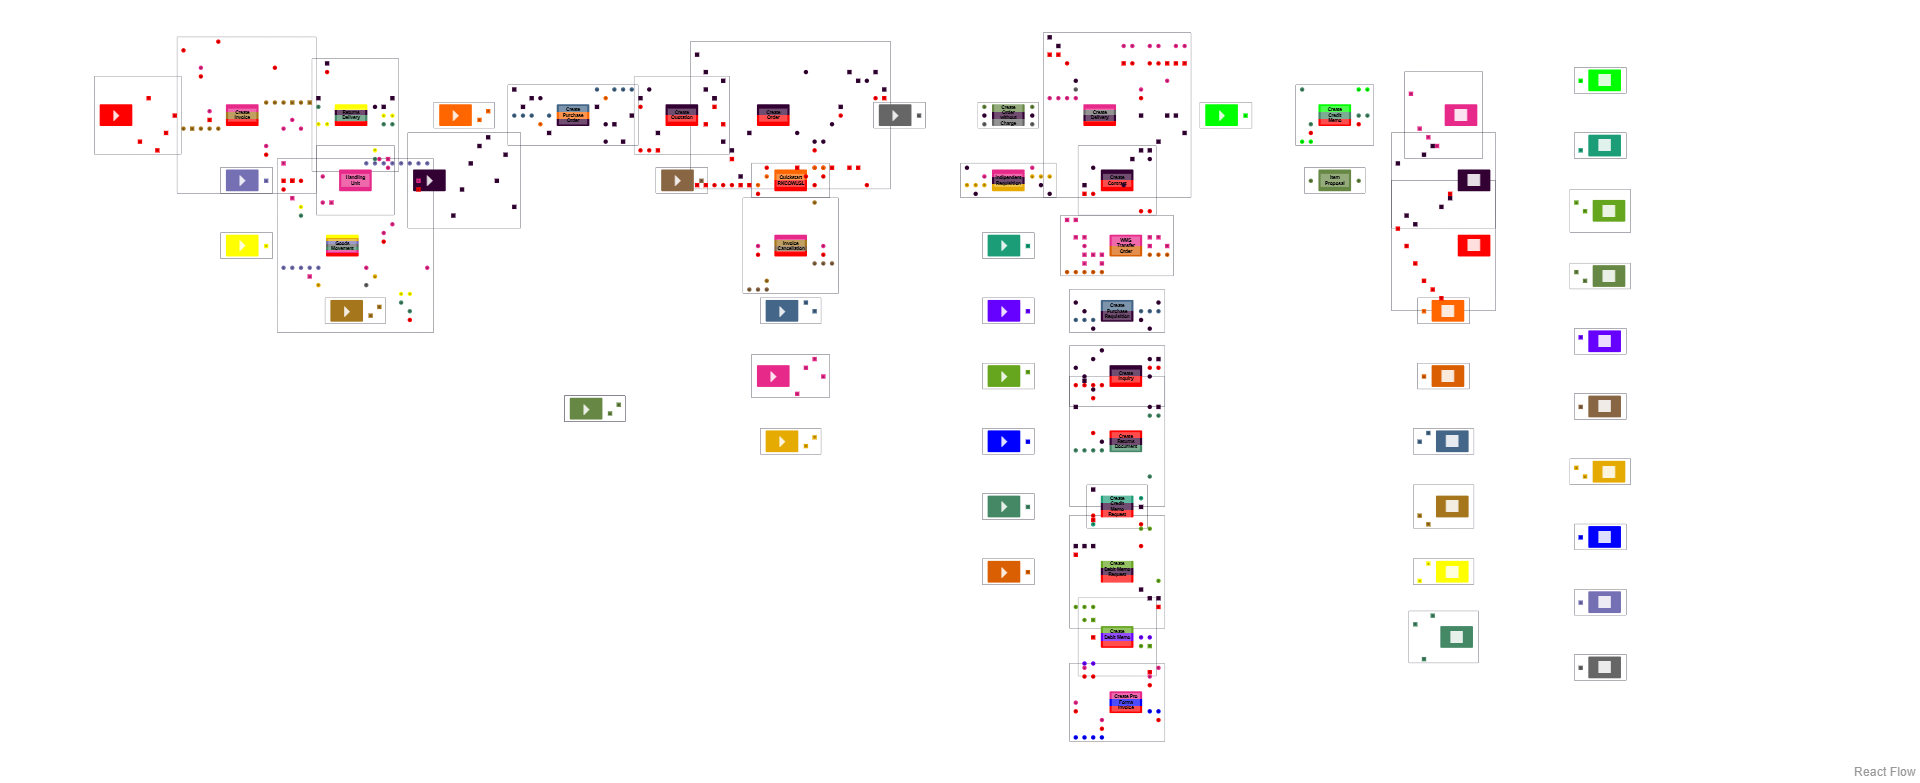 Create
Invoice
Returns
Delivery
Create
Purchase
Order
Create
Quotation
Create
Order
Create
Order
without
Charge
Create
Delivery
Create
Credit
Memo
Handling
Unit
Quickstart
RKCOWUSL
Independent
Requisition
Create
Contract
Item
Proposal
Goods
Movement
Invoice
Cancellation
WMS
Transfer
Order
Create
Purchase
Requisition
Create
Inquiry
Create
Returns
Document
Create
Credit
Memo
Request
Create
Debit Memo
Request
Create
Debit Memo
Create Pro
Forma
Invoice
React Flow